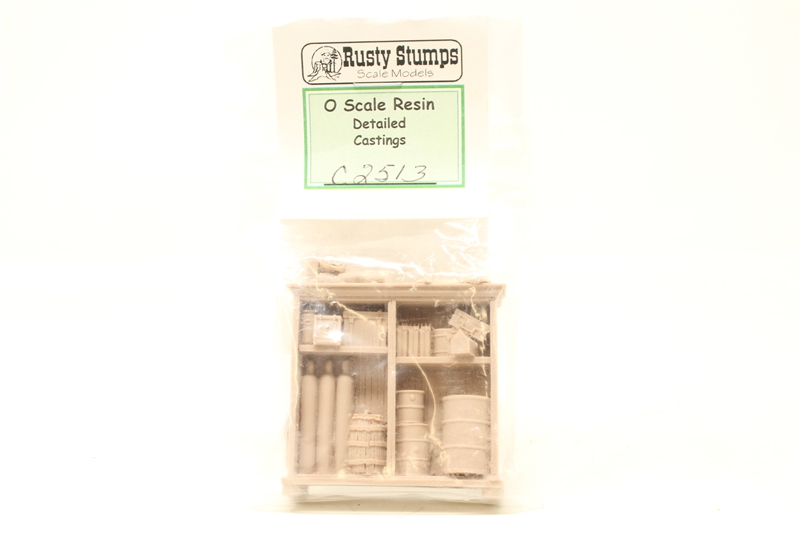 Rusty Stumps
Scale Models
O Scale Resin
Detailed
Castings
C2513